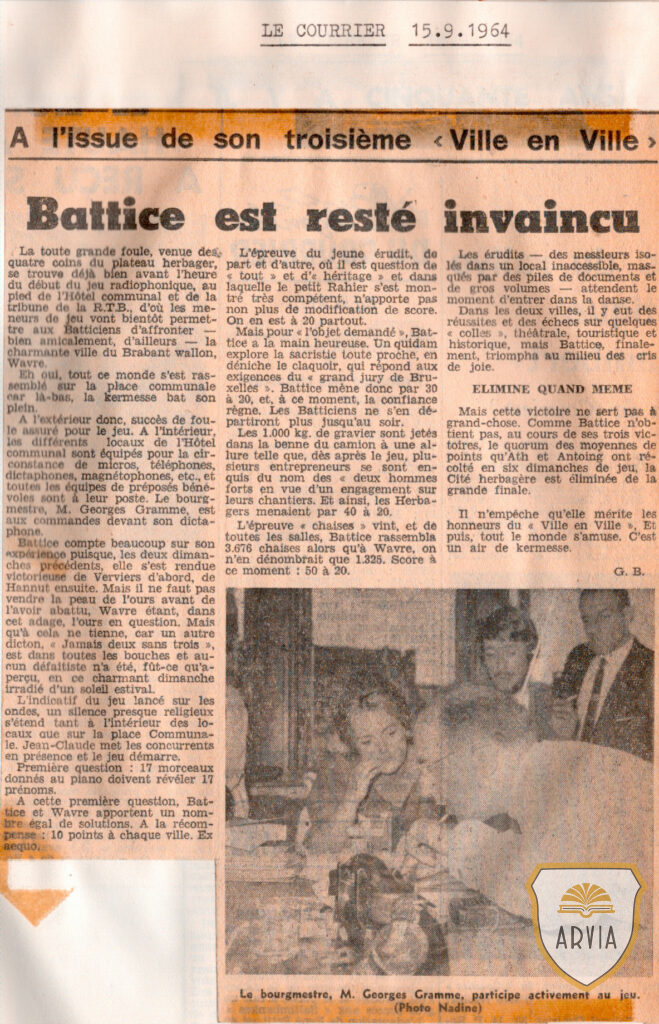 LE COURRIER 15.9.1964
A l'issue de son troisième « Ville en Ville »
Battice est resté invaincu
La toute grande foule, venue des
quatre coins du plateau herbager,
se trouve déjà bien avant l'heure
du début du jeu radiophonique, au
pied de l'Hôtel communal et de la
tribune de la R.T.B., d'où les me-
neurs de jeu vont bientôt permet-
tre aux Batticiens d'affronter —
bien amicalement, d'ailleurs — la
charmante ville du Brabant wallon,
Wavre.
Eh oui, tout ce monde s'est ras-
semblé sur la place communale
car là-bas, la kermesse bat son
plein.
A l'extérieur donc, succès de fou-
le assuré pour le jeu. A l'intérieur,
les différents locaux de l'Hôtel
communal sont équipés pour la cir-
constance de micros, téléphones,
dictaphones, magnétophones, etc., et
toutes les équipes de préposés béné-
voles sont à leur poste. Le bourg-
mestre, M. Georges Gramme, est
aux commandes devant son dicta-
phone.
Battice compte beaucoup sur son
expérience puisque, les deux diman-
ches précédents, elle s'est rendue
victorieuse de Verviers d'abord, de
Hannut ensuite. Mais il ne faut pas
vendre la peau de l'ours avant de
l'avoir abattu, Wavre étant, dans
cet adage, l'ours en question. Mais
qu'à cela ne tienne, car un autre
dicton, « Jamais deux sans trois »,
est dans toutes les bouches et au-
cun défaitiste n'a été, fût-ce qu'a-
perçu, en ce charmant dimanche
irradié d'un soleil estival.
L'indicatif du jeu lancé sur les
ondes, un silence presque religieux
s'étend tant à l'intérieur des lo-
caux que sur la place Communa-
le. Jean-Claude met les concurrents
en présence et le jeu démarre.
Première question : 17 morceaux
donnés au piano doivent révéler 17
prénoms.
A cette première question, Bat-
tice et Wavre apportent un nom-
bre égal de solutions. A la récom-
pense : 10 points à chaque ville. Ex
aequo.
L'épreuve du jeune érudit, de
part et d'autre, où il est question de
« tout » et d'« héritage » et dans
laquelle le petit Rahier s'est mon-
tré très compétent, n'apporte pas
non plus de modification de score.
On en est à 20 partout.
Mais pour « l'objet demandé », Bat-
tice a la main heureuse. Un quidam
explore la sacristie toute proche, en
déniche le claquoir, qui répond aux
exigences du « grand jury de Bru-
xelles ». Battice mène donc par 30
à 20, et, à ce moment, la confiance
règne. Les Batticiens ne s'en dé-
partiront plus jusqu'au soir.
Les 1.000 kg. de gravier sont jetés
dans la benne du camion à une al-
lure telle que, dès après le jeu, plu-
sieurs entrepreneurs se sont en-
quis du nom des « deux hommes
forts en vue d'un engagement sur
leurs chantiers. Et ainsi, les Herba-
gers menaient par 40 à 20.
L'épreuve « chaises » vint, et de
toutes les salles, Battice rassembla
3.676 chaises alors qu'à Wavre, on
n'en dénombrait que 1.325. Score à
ce moment : 50 à 20.
Les érudits — des messieurs iso-
lés dans un local inaccessible, mas-
qués par des piles de documents et
de gros volumes — attendent le
moment d'entrer dans la danse.
Dans les deux villes, il y eut des
réussites et des échecs sur quelques
« colles », théâtrale, touristique et
historique, mais Battice, finale-
ment, triompha au milieu des cris
de joie.
ELIMINE QUAND MEME
Mais cette victoire ne sert pas à
grand-chose. Comme Battice n'ob-
tient pas, au cours de ses trois vic-
toires, le quorum des moyennes de
points qu'Ath et Antoing ont ré-
colté en six dimanches de jeu, la
Cité herbagère est éliminée de la
grande finale.
Il n'empêche qu'elle mérite les
honneurs du « Ville en Ville », Et
puis, tout le monde s'amuse. C'est
un air de kermesse.
G. B.
ARVIA
Le bourgmestre, M. Georges Gramme, participe activement au jeu.
(Photo Nadine)